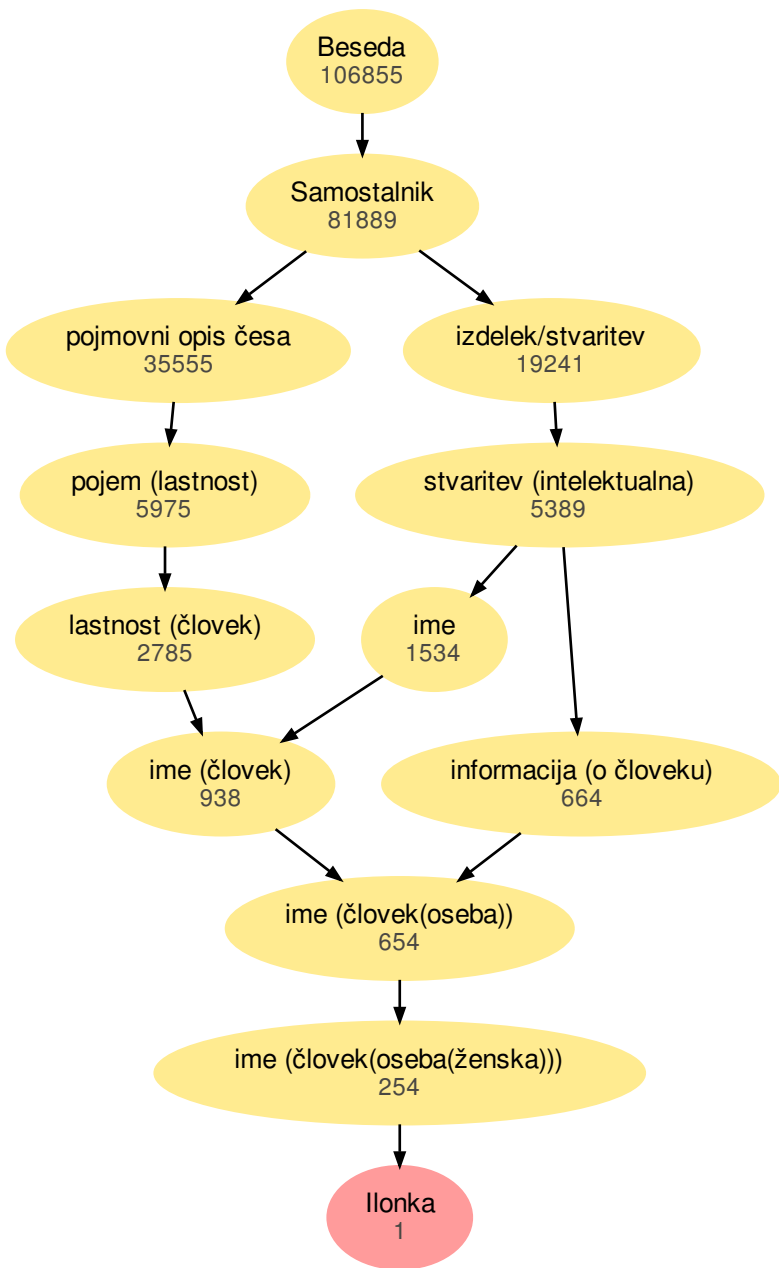 Beseda
106855
Samostalnik
81889
pojmovni opis česa
35555
izdelek/stvaritev
19241
pojem (lastnost)
5975
stvaritev (intelektualna)
5389
lastnost (človek)
2785
ime
1534
ime (človek)
938
informacija (o človeku)
664
ime (človek(oseba))
654
ime (človek(oseba(ženska)))
254
Ilonka
1